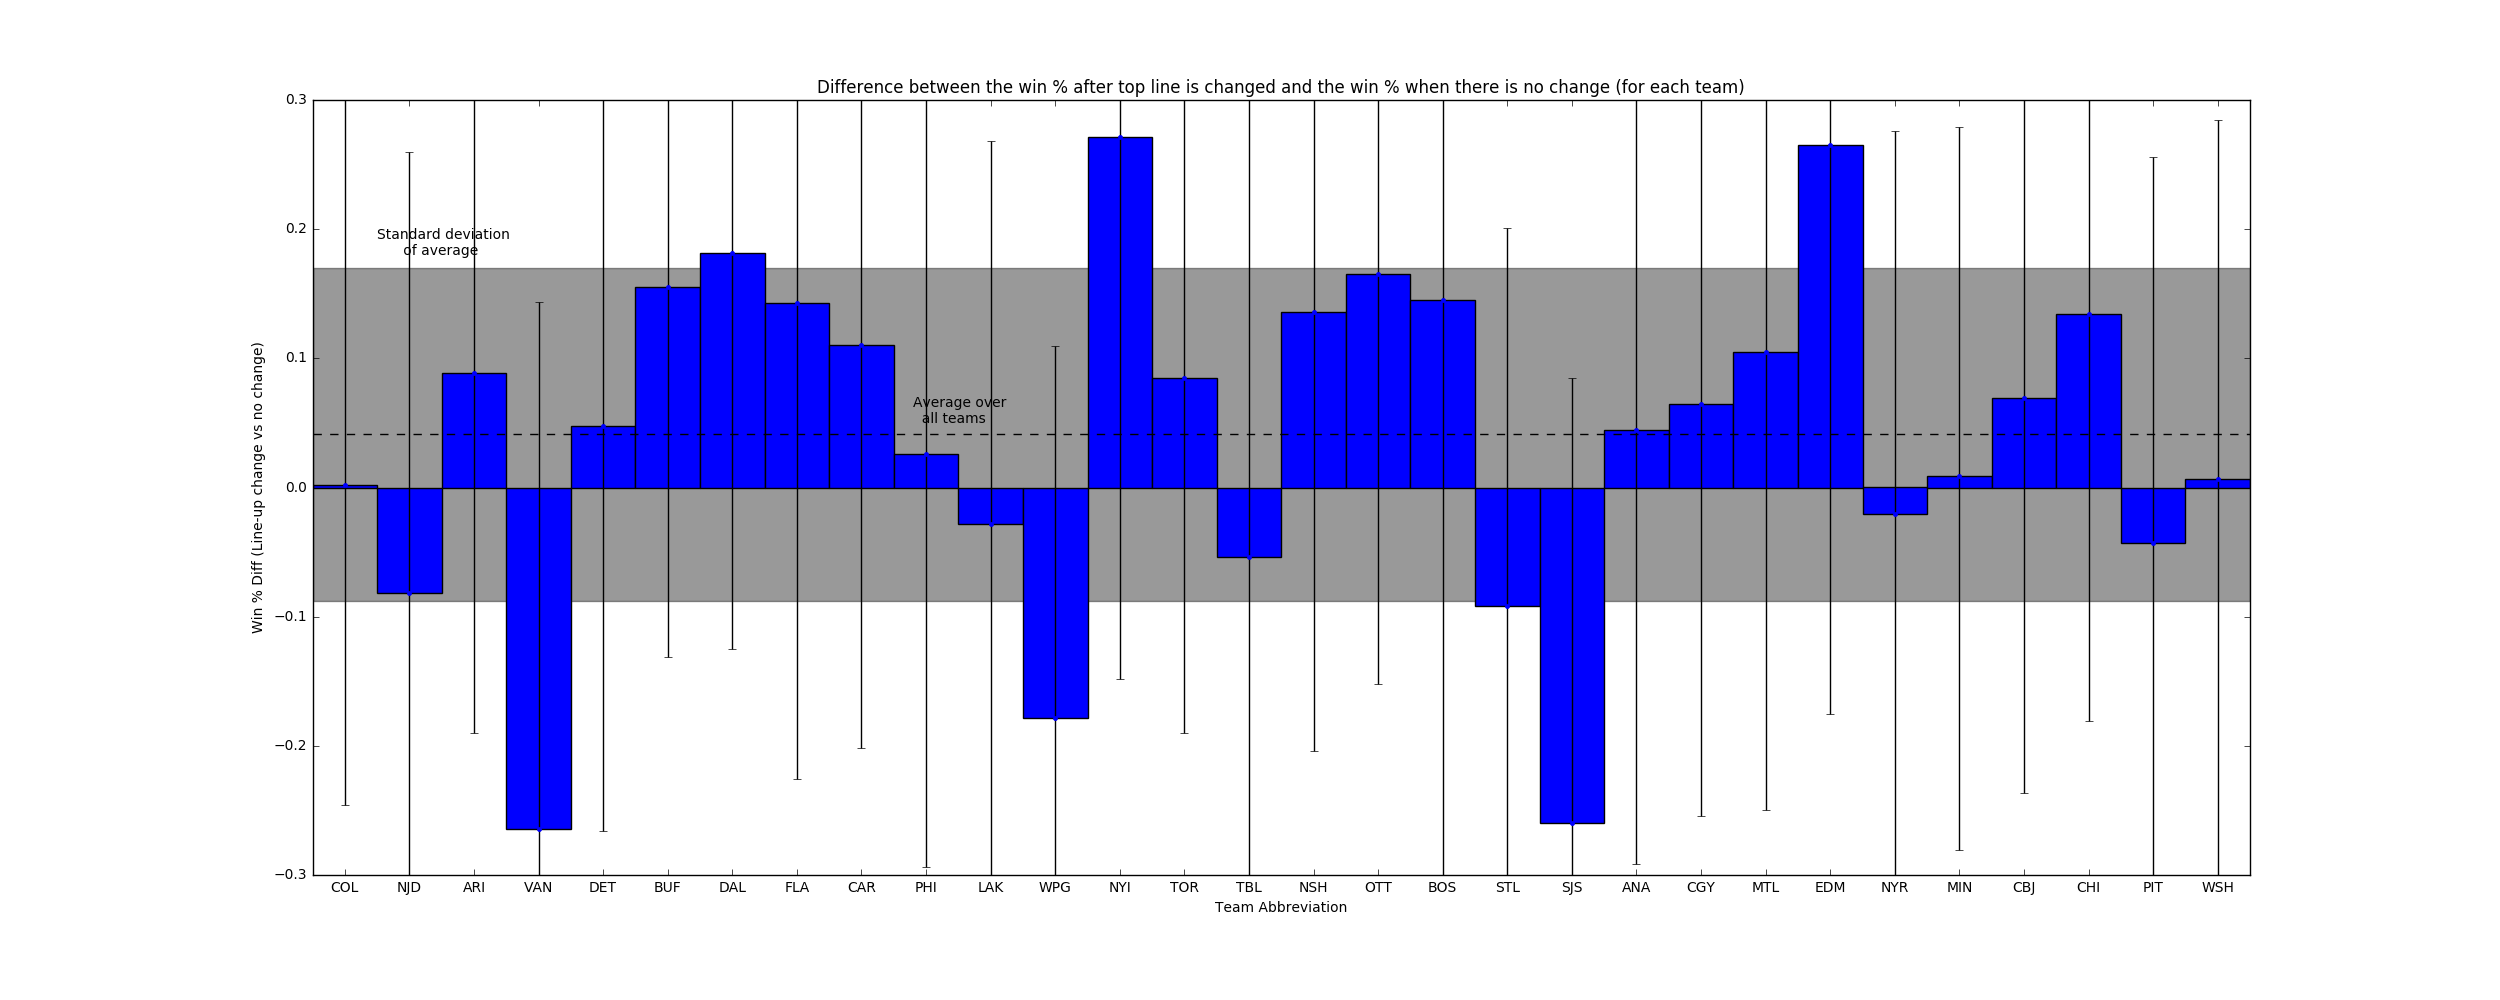 Difference between the win % after top line is changed and the win % when there is no change (for each team)
Win % Diff (Line-up change vs no change)
0.3
0.2
0.1
0.0
−0.1
−0.2
−0.3
Standard deviation
of average
Average over
all teams
COL NJD ARI VAN DET BUF DAL FLA CAR PHI LAK WPG NYI TOR TBL NSH OTT BOS STL SJS ANA CGY MTL EDM NYR MIN CBJ CHI PIT WSH
Team Abbreviation